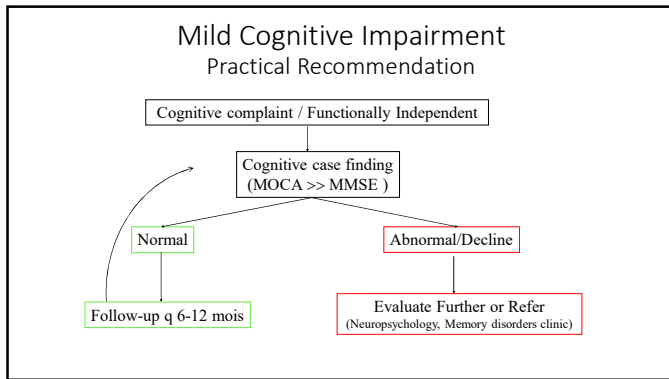 Mild Cognitive Impairment
Practical Recommendation
Cognitive complaint / Functionally Independent
Cognitive case finding
(MOCA >> MMSE )
Normal
Abnormal/Decline
Follow-up q 6-12 mois
Evaluate Further or Refer
(Neuropsychology, Memory disorders clinic)